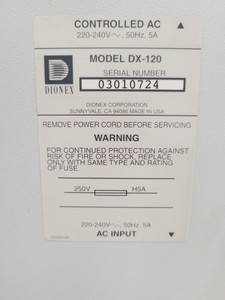 CONTROLLED AC ▲
220-240V ~, 50Hz, 5A
MODEL DX-120
SERIAL NUMBER
03010724
DIONEX
DIONEX CORPORATION
SUNNYVALE, CA 94086 MADE IN USA
REMOVE POWER CORD BEFORE SERVICING
WARNING
FOR CONTINUED PROTECTION AGAINST
RISK OF FIRE OR SHOCK, REPLACE
ONLY WITH SAME TYPE AND RATING
OF FUSE.
250V H5A
220-240V ~, 50Hz, 5A
AC INPUT ▼